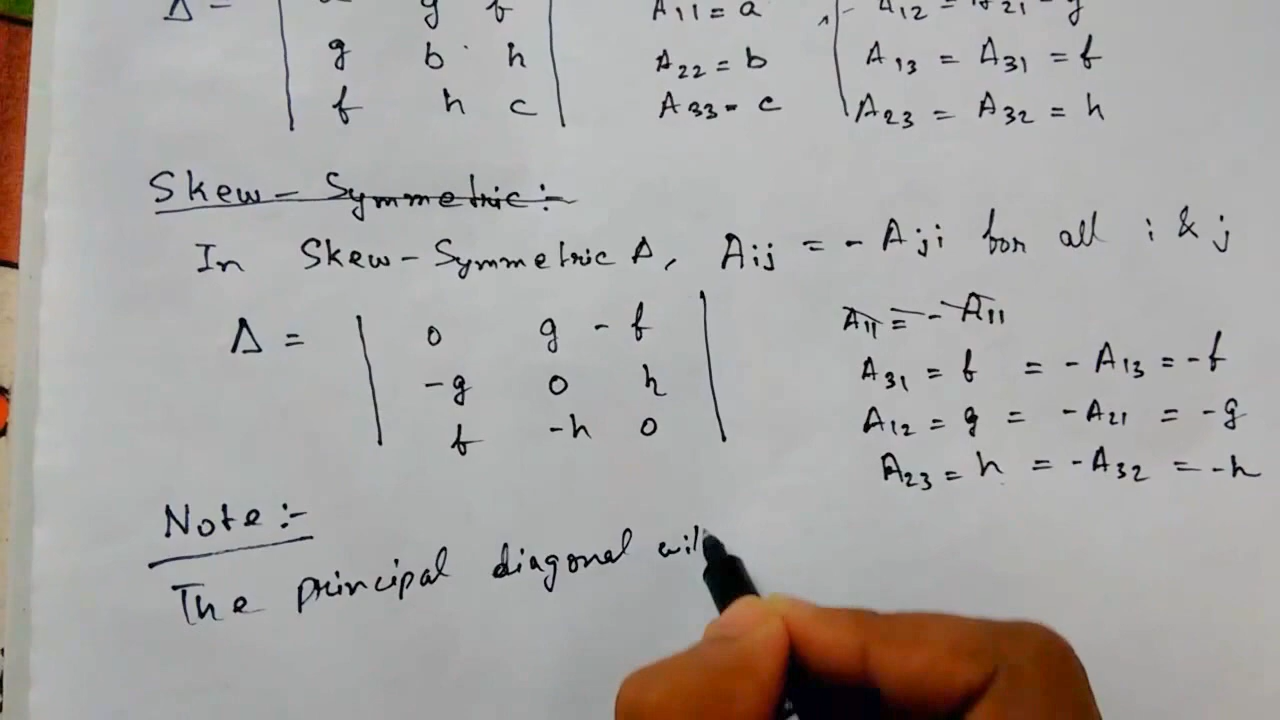 Δ = | g f A11 = a A12 = A21 = g
| g b h | A22 = b A13 = A31 = f
| f h c | A33 = c A23 = A32 = h
Skew-Symmetric:-
In Skew-Symmetric Δ, Aij = - Aji for all i & j
| 0 g - f | A11 = - A11
Δ = | -g 0 h | A31 = f = - A13 = - f
| f -h 0 | A12 = g = - A21 = - g
A23 = h = - A32 = - h
Note :-
The principal diagonal wil